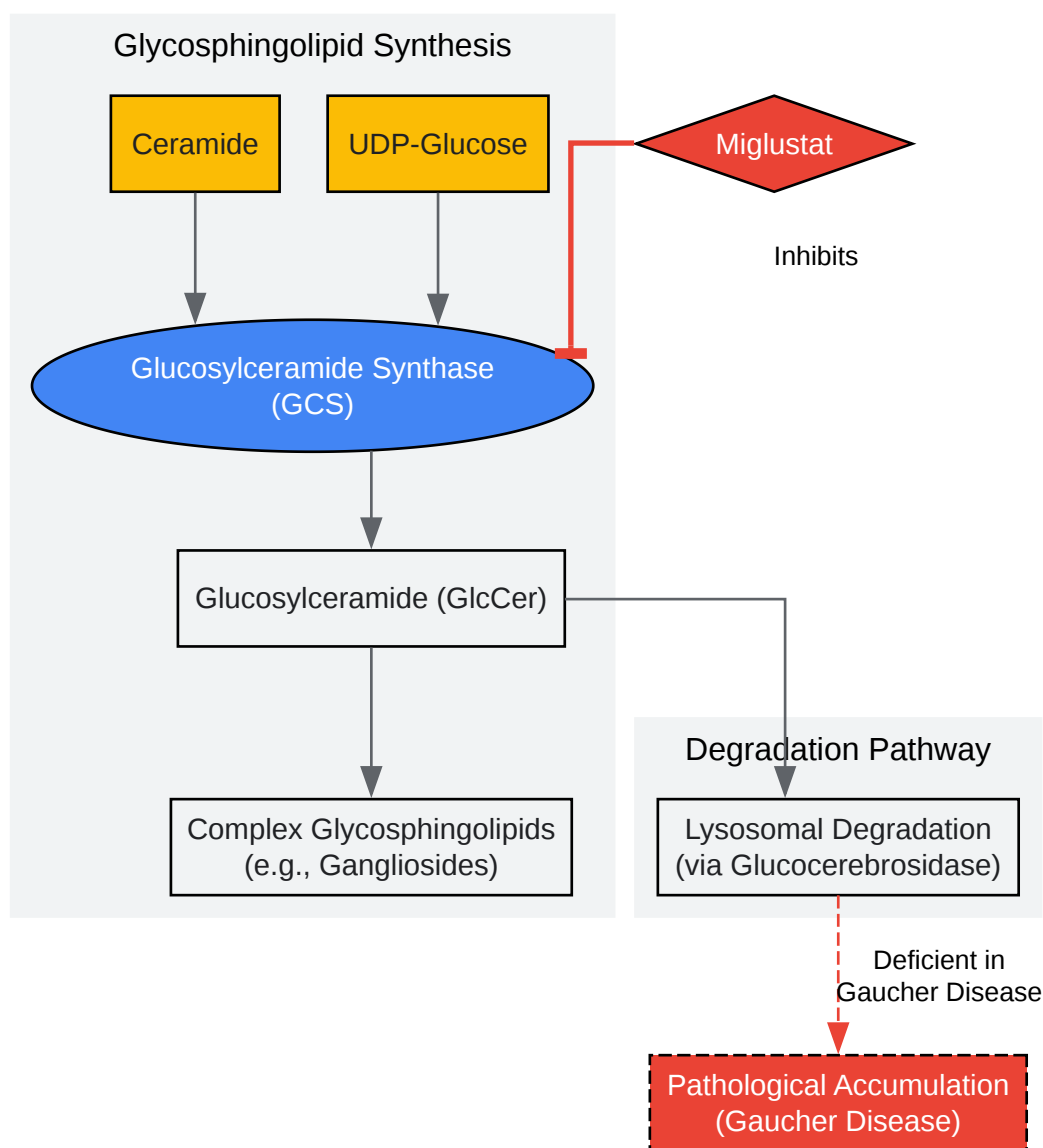 Glycosphingolipid Synthesis
Ceramide
UDP-Glucose
Miglustat
Inhibits
Glucosylceramide Synthase
(GCS)
Glucosylceramide (GlcCer)
Degradation Pathway
Complex Glycosphingolipids
(e.g., Gangliosides)
Lysosomal Degradation
(via Glucocerebrosidase)
Deficient in
Gaucher Disease
Pathological Accumulation
(Gaucher Disease)